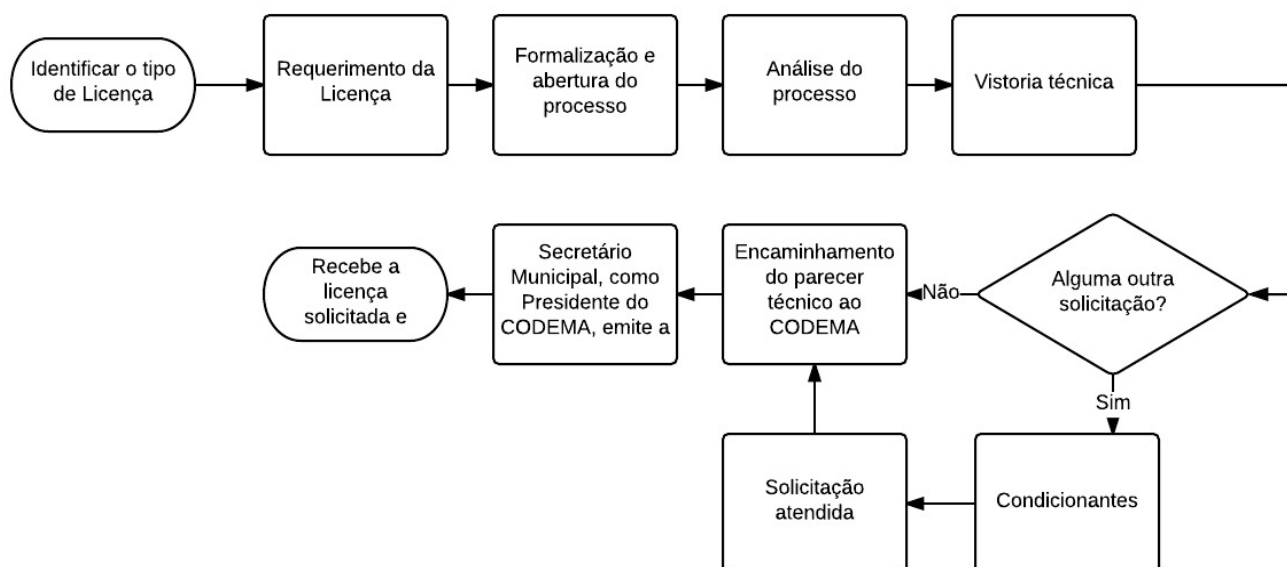 Identificar o tipo
de Licença
Requerimento da
Licença
Formalização e
abertura do
processo
Análise do
processo
Vistoria técnica
Alguma outra
solicitação?
Não
Encaminhamento
do parecer
técnico ao
CODEMA
Secretário
Municipal, como
Presidente do
CODEMA, emite a
Recebe a
licença
solicitada e
Sim
Condicionantes
Solicitação
atendida